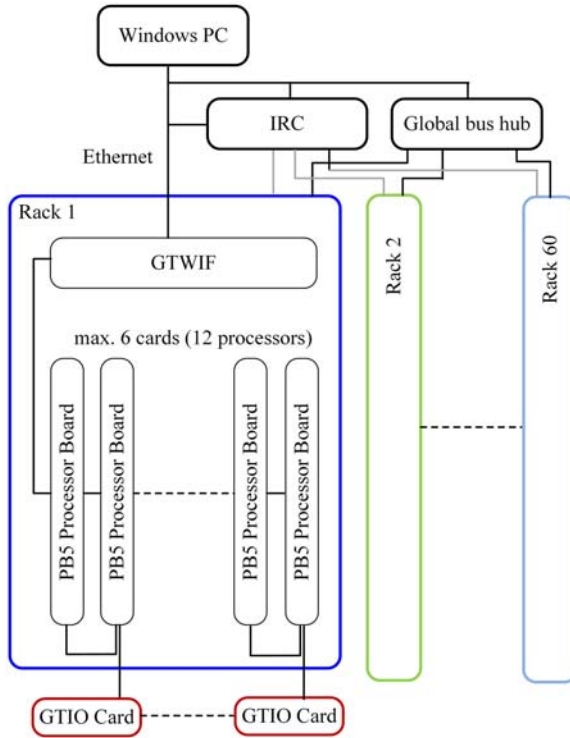 Windows PC
IRC
Global bus hub
Ethernet
Rack 1
GTWIF
Rack 2
Rack 60
max. 6 cards (12 processors)
PB5 Processor Board
PB5 Processor Board
PB5 Processor Board
PB5 Processor Board
GTIO Card
GTIO Card